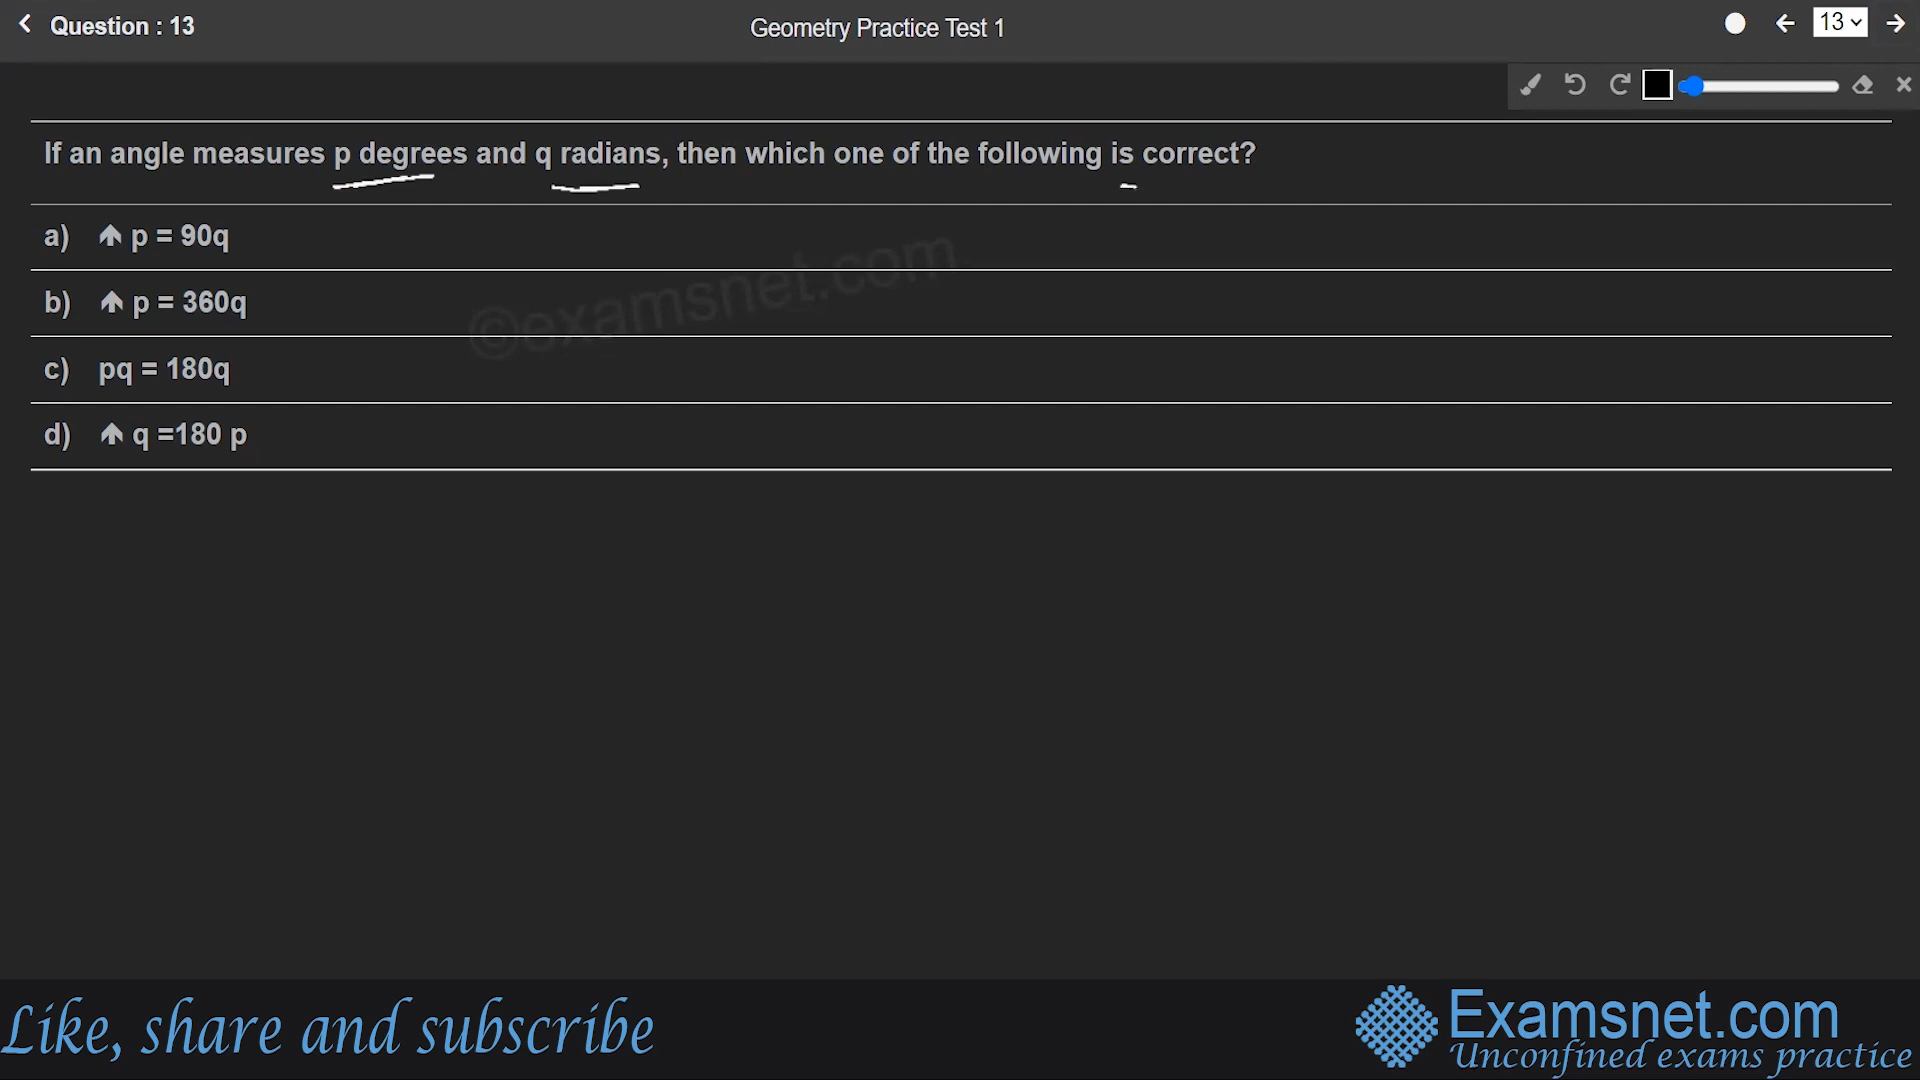 Question : 13
Geometry Practice Test 1
13
If an angle measures p degrees and q radians, then which one of the following is correct?
a) 🛧 p = 90q
b) 🛧 p = 360q
c) pq = 180q
d) 🛧 q =180 p
©examsnet.com
Like, share and subscribe
Examsnet.com
Unconfined exams practice